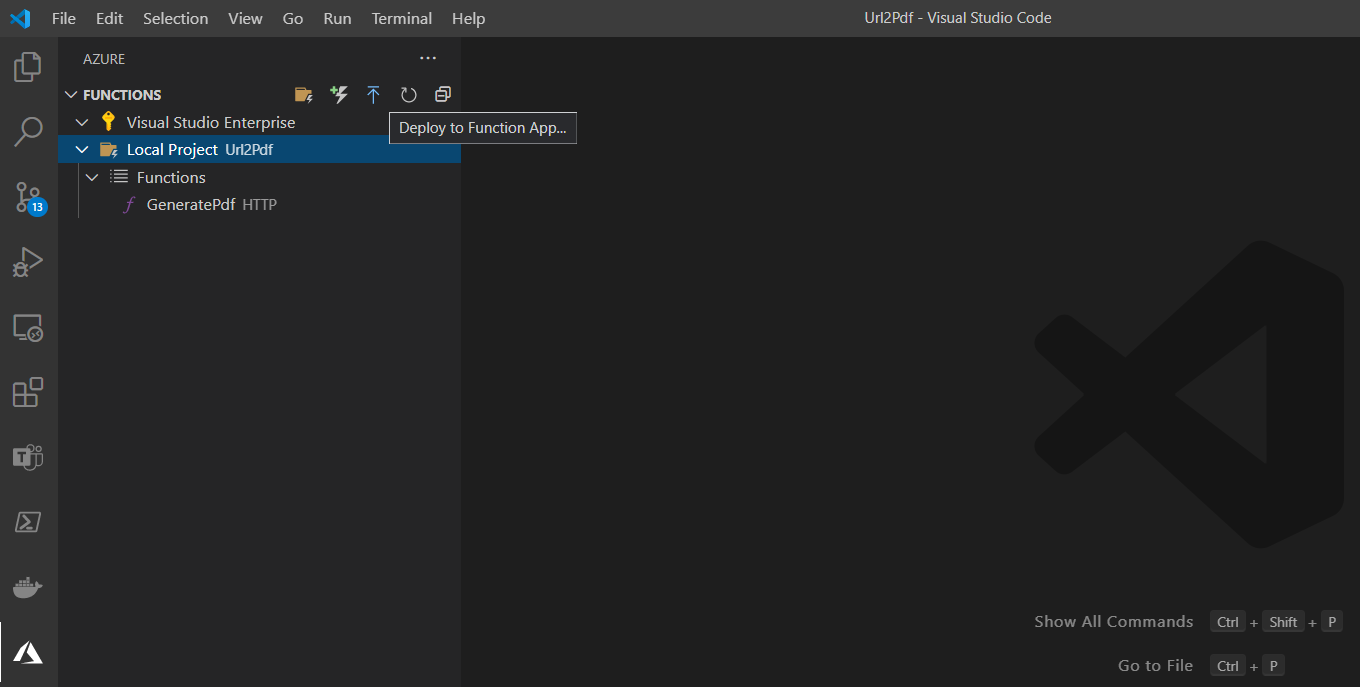 File Edit Selection View Go Run Terminal Help
Url2Pdf - Visual Studio Code
AZURE
FUNCTIONS
Visual Studio Enterprise
Deploy to Function App...
Local Project Url2Pdf
Functions
GeneratePdf HTTP
13
T
Show All Commands Ctrl + Shift + P
Go to File Ctrl + P